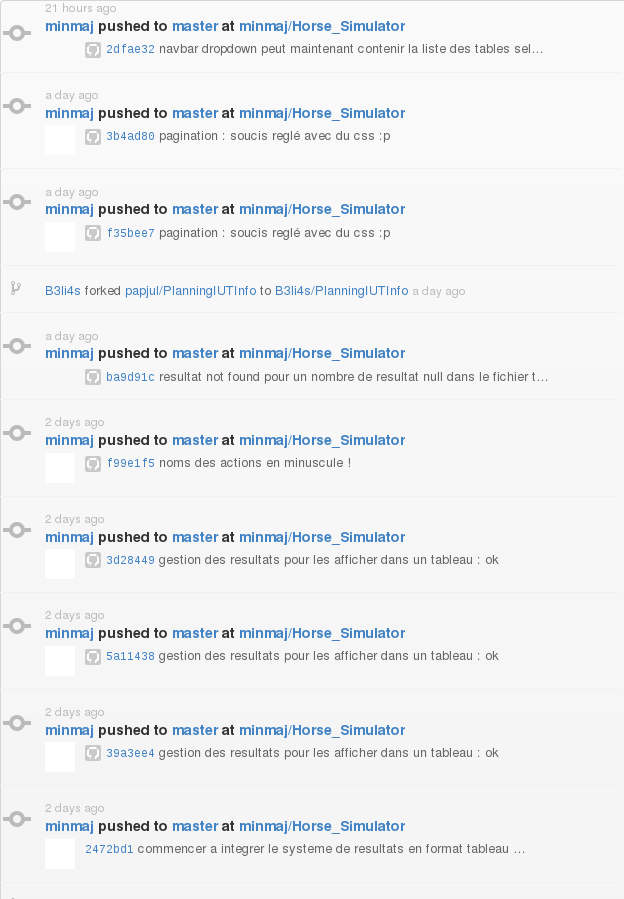 21 hours ago
minmaj pushed to master at minmaj/Horse_Simulator
2dfae32 navbar dropdown peut maintenant contenir la liste des tables sel...
a day ago
minmaj pushed to master at minmaj/Horse_Simulator
3b4ad80 pagination : soucis reglé avec du css :p
a day ago
minmaj pushed to master at minmaj/Horse_Simulator
f35bee7 pagination : soucis reglé avec du css :p
B3li4s forked papjul/PlanningIUTInfo to B3li4s/PlanningIUTInfo a day ago
a day ago
minmaj pushed to master at minmaj/Horse_Simulator
ba9d91c resultat not found pour un nombre de resultat null dans le fichier t...
2 days ago
minmaj pushed to master at minmaj/Horse_Simulator
f99e1f5 noms des actions en minuscule !
2 days ago
minmaj pushed to master at minmaj/Horse_Simulator
3d28449 gestion des resultats pour les afficher dans un tableau : ok
2 days ago
minmaj pushed to master at minmaj/Horse_Simulator
5a11438 gestion des resultats pour les afficher dans un tableau : ok
2 days ago
minmaj pushed to master at minmaj/Horse_Simulator
39a3ee4 gestion des resultats pour les afficher dans un tableau : ok
2 days ago
minmaj pushed to master at minmaj/Horse_Simulator
2472bd1 commencer a integrer le systeme de resultats en format tableau ...